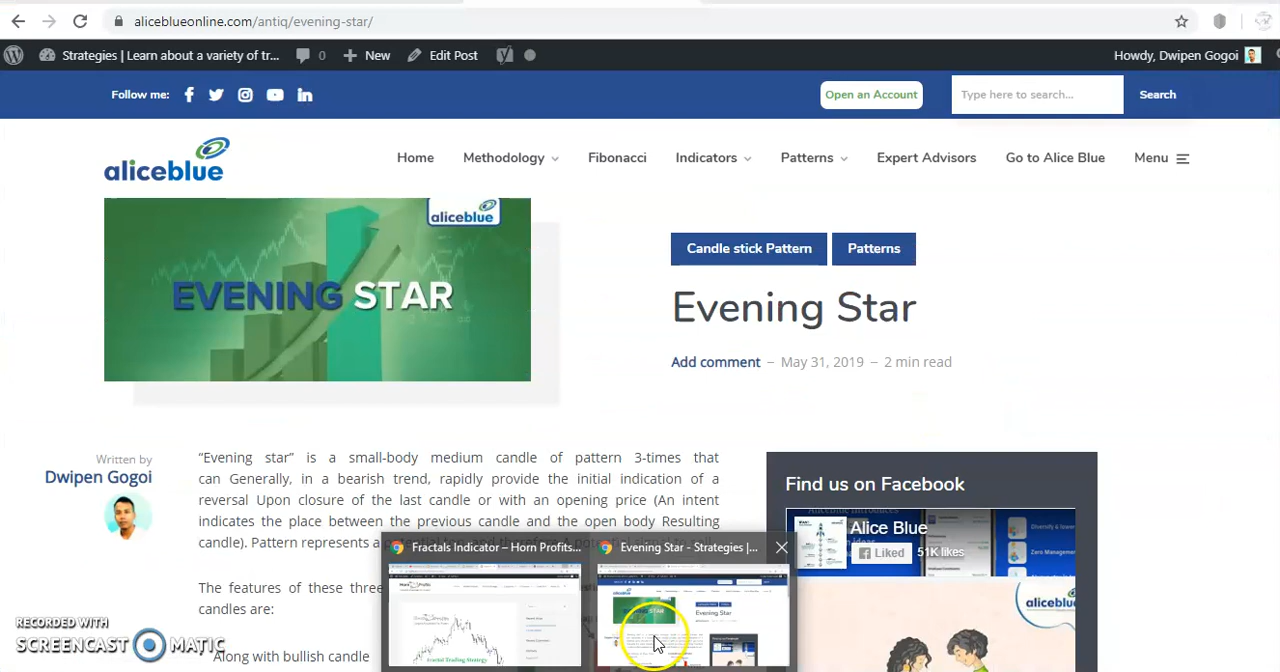 aliceblueonline.com/antiq/evening-star/
Strategies | Learn about a variety of tr... 0 New Edit Post Howdy, Dwipen Gogoi
Follow me: Open an Account Type here to search... Search
aliceblue Home Methodology Fibonacci Indicators Patterns Expert Advisors Go to Alice Blue Menu
aliceblue
EVENING STAR
Candle stick Pattern Patterns
Evening Star
Add comment – May 31, 2019 – 2 min read
Written by
Dwipen Gogoi
“Evening star” is a small-body medium candle of pattern 3-times that
can Generally, in a bearish trend, rapidly provide the initial indication of a
reversal Upon closure of the last candle or with an opening price (An intent
indicates the place between the previous candle and the open body Resulting
candle). Pattern represents a
The features of these three
candles are:
Along with bullish candle
Find us on Facebook
Alice Blue
Liked 51K likes
aliceblue
Fractals Indicator – Horn Profits... Evening Star - Strategies |...
Fractal Trading Strategy
Evening Star
RECORDED WITH
SCREENCAST MATIC